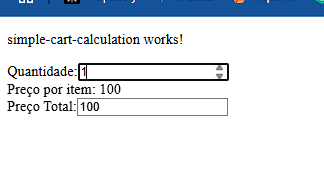 simple-cart-calculation works!
Quantidade: 1
Preço por item: 100
Preço Total: 100